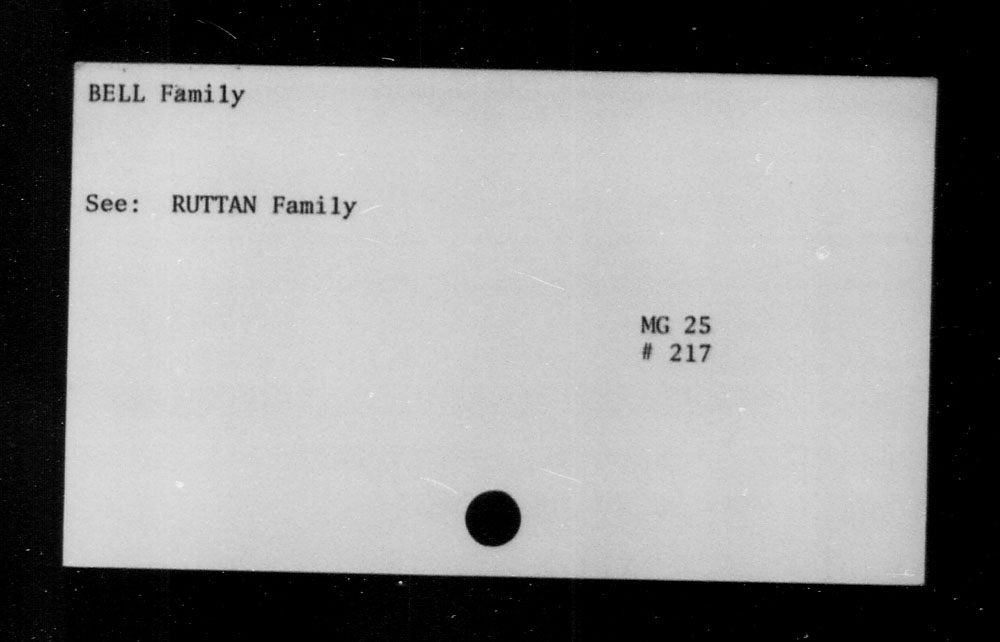 BELL Family
See: RUTTAN Family
MG 25
# 217